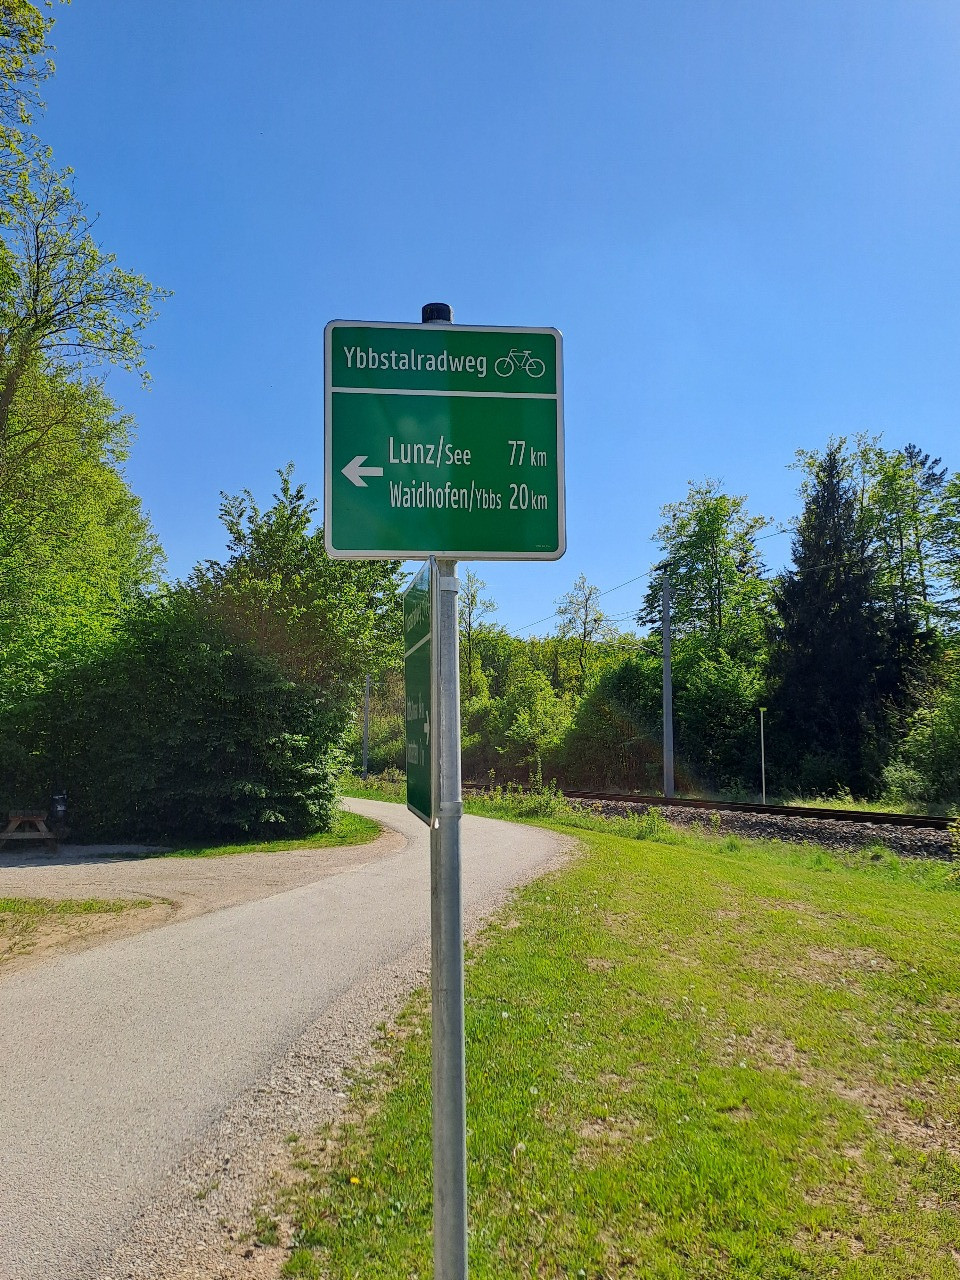 Ybbstalradweg
Lunz/See 77 km
Waidhofen/Ybbs 20 km